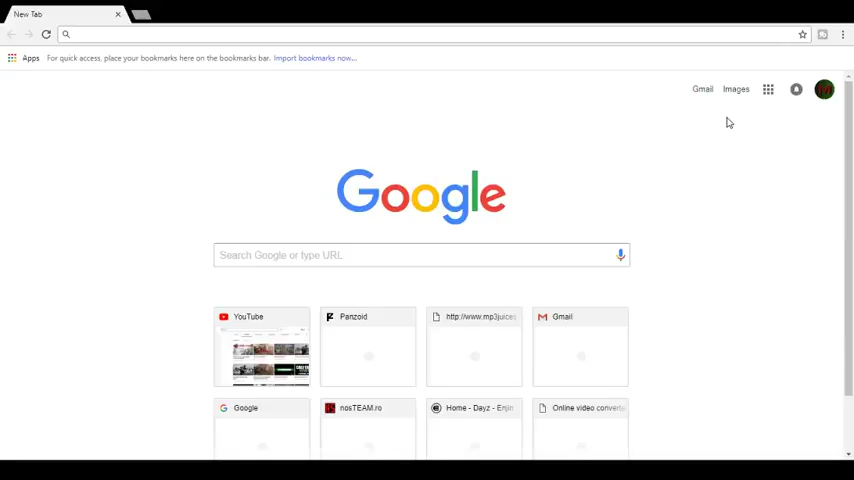 New Tab
Apps For quick access, place your bookmarks here on the bookmarks bar. Import bookmarks now...
Gmail Images
Google
Search Google or type URL
YouTube Panzoid http://www.mp3juices Gmail
Google nosTEAM.ro Home - Dayz - Enjin Online video converte